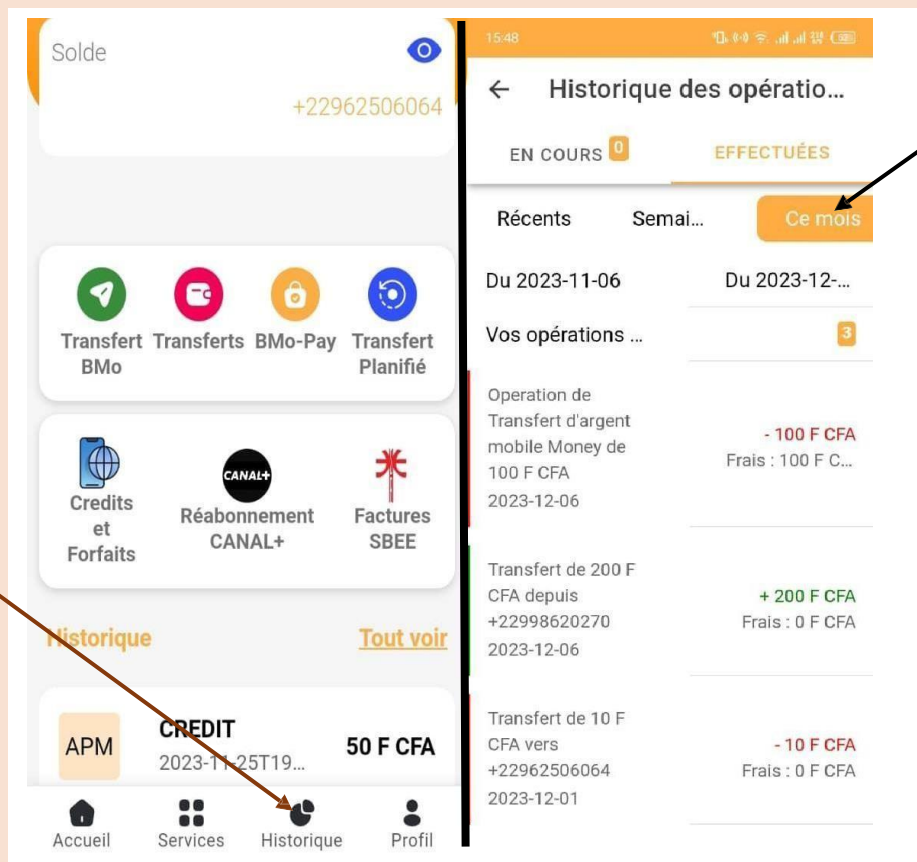 Solde
+22962506064
Transfert BMo
Transferts
BMo-Pay
Transfert Planifié
Credits et Forfaits
CANAL+
Réabonnement CANAL+
Factures SBEE
Historique
Tout voir
APM
CREDIT
2023-11-25T19...
50 F CFA
Accueil
Services
Historique
Profil
15:48
Historique des opératio...
EN COURS 0
EFFECTUÉES
Récents
Semai...
Ce mois
Du 2023-11-06
Du 2023-12-...
Vos opérations ...
3
Operation de
Transfert d'argent
mobile Money de
100 F CFA
2023-12-06
- 100 F CFA
Frais : 100 F C...
Transfert de 200 F
CFA depuis
+22998620270
2023-12-06
+ 200 F CFA
Frais : 0 F CFA
Transfert de 10 F
CFA vers
+22962506064
2023-12-01
- 10 F CFA
Frais : 0 F CFA